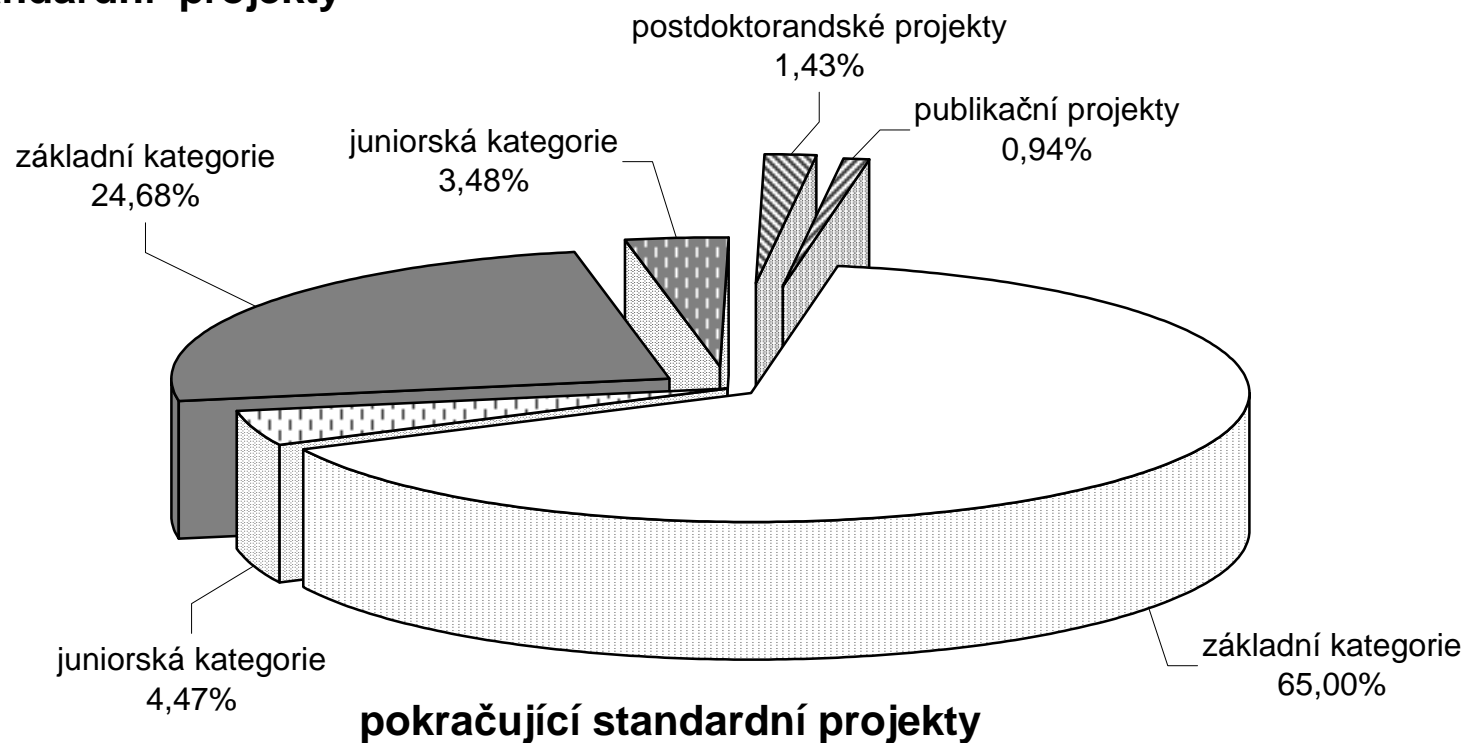 projekty
postdoktorandské projekty
1,43%
publikační projekty
0,94%
juniorská kategorie
3,48%
základní kategorie
24,68%
juniorská kategorie
4,47%
základní kategorie
65,00%
pokračující standardní projekty